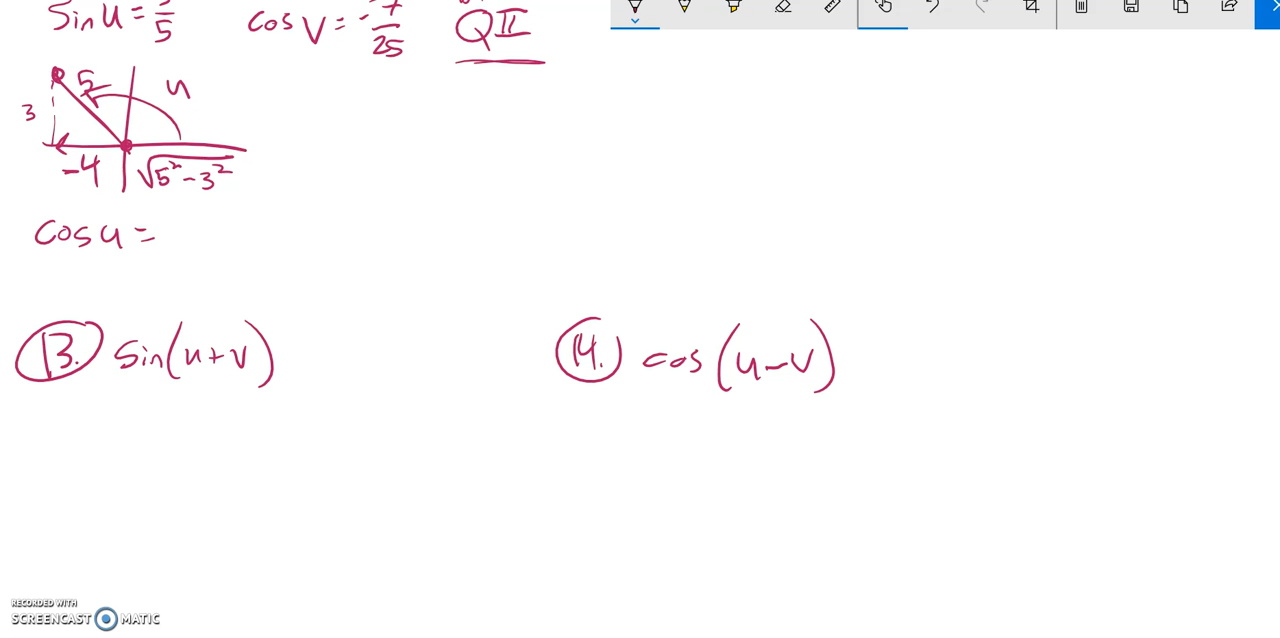 sin u = 3/5 cos v = -7/25 QII
5 u
3
-4 √5² - 3²
cos u =
13. sin(u+v) 14. cos(u-v)
RECORDED WITH
SCREENCAST MATIC